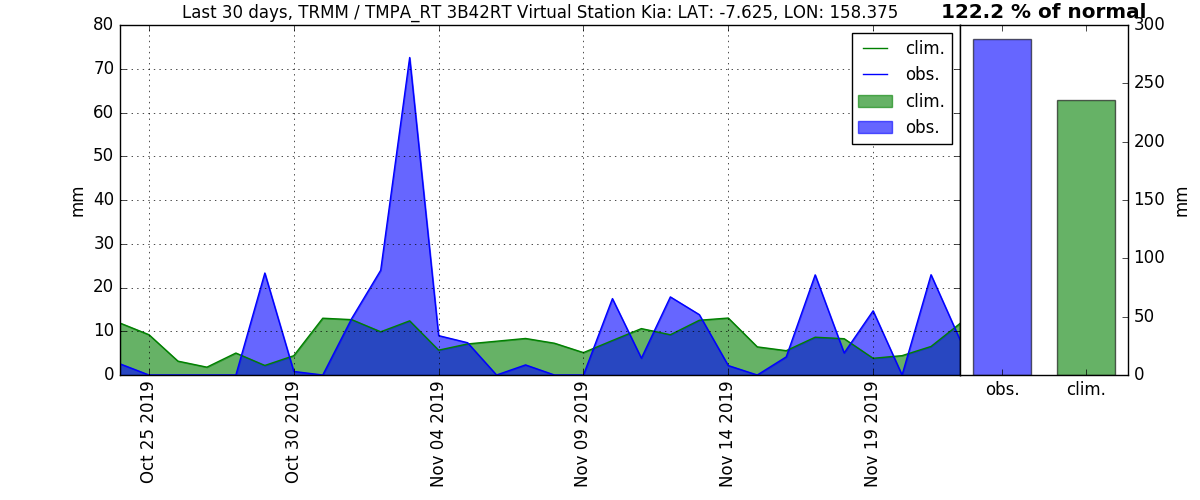 Last 30 days, TRMM / TMPA_RT 3B42RT Virtual Station Kia: LAT: -7.625, LON: 158.375
122.2 % of normal
80
70
60
50
40
30
20
10
0
mm
clim.
obs.
clim.
obs.
300
250
200
150
100
50
0
mm
obs.
clim.
Oct 25 2019
Oct 30 2019
Nov 04 2019
Nov 09 2019
Nov 14 2019
Nov 19 2019